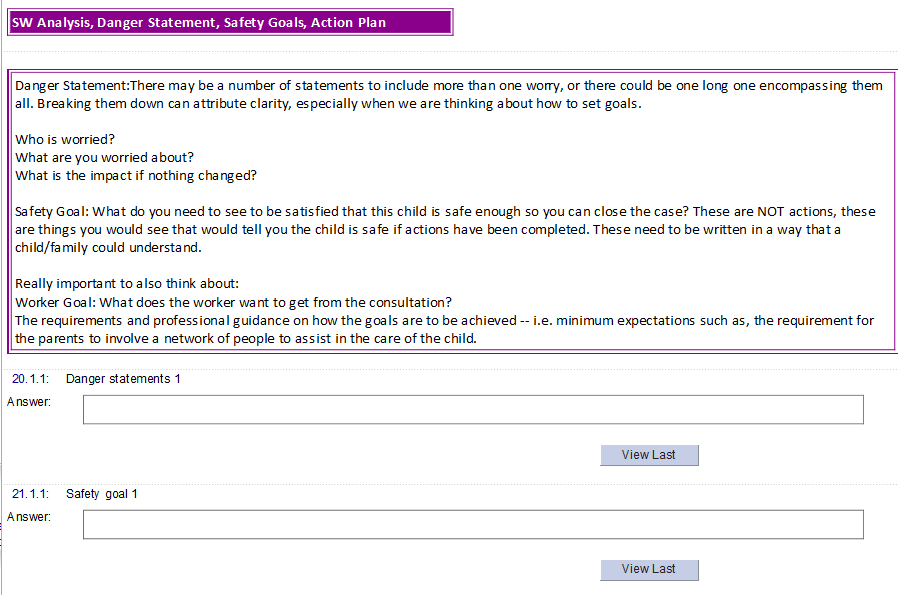 SW Analysis, Danger Statement, Safety Goals, Action Plan
Danger Statement:There may be a number of statements to include more than one worry, or there could be one long one encompassing them
all. Breaking them down can attribute clarity, especially when we are thinking about how to set goals.
Who is worried?
What are you worried about?
What is the impact if nothing changed?
Safety Goal: What do you need to see to be satisfied that this child is safe enough so you can close the case? These are NOT actions, these
are things you would see that would tell you the child is safe if actions have been completed. These need to be written in a way that a
child/family could understand.
Really important to also think about:
Worker Goal: What does the worker want to get from the consultation?
The requirements and professional guidance on how the goals are to be achieved -- i.e. minimum expectations such as, the requirement for
the parents to involve a network of people to assist in the care of the child.
20.1.1: Danger statements 1
Answer:
View Last
21.1.1: Safety goal 1
Answer:
View Last